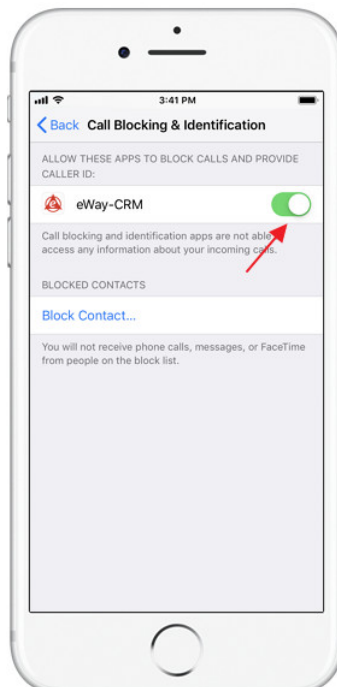 3:41 PM
Back Call Blocking & Identification
ALLOW THESE APPS TO BLOCK CALLS AND PROVIDE
CALLER ID:
eWay-CRM
Call blocking and identification apps are not able
access any information about your incoming calls.
BLOCKED CONTACTS
Block Contact...
You will not receive phone calls, messages, or FaceTime
from people on the block list.